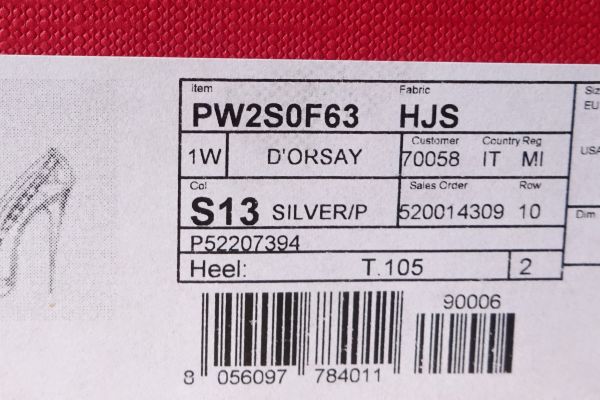 Item Fabric Siz
PW2S0F63 HJS EU
1W D'ORSAY Customer Country Reg
70058 IT MI USA
Col Sales Order Row
S13 SILVER/P 520014309 10 Dim
P52207394
Heel: T.105 2
90006
8 056097 784011